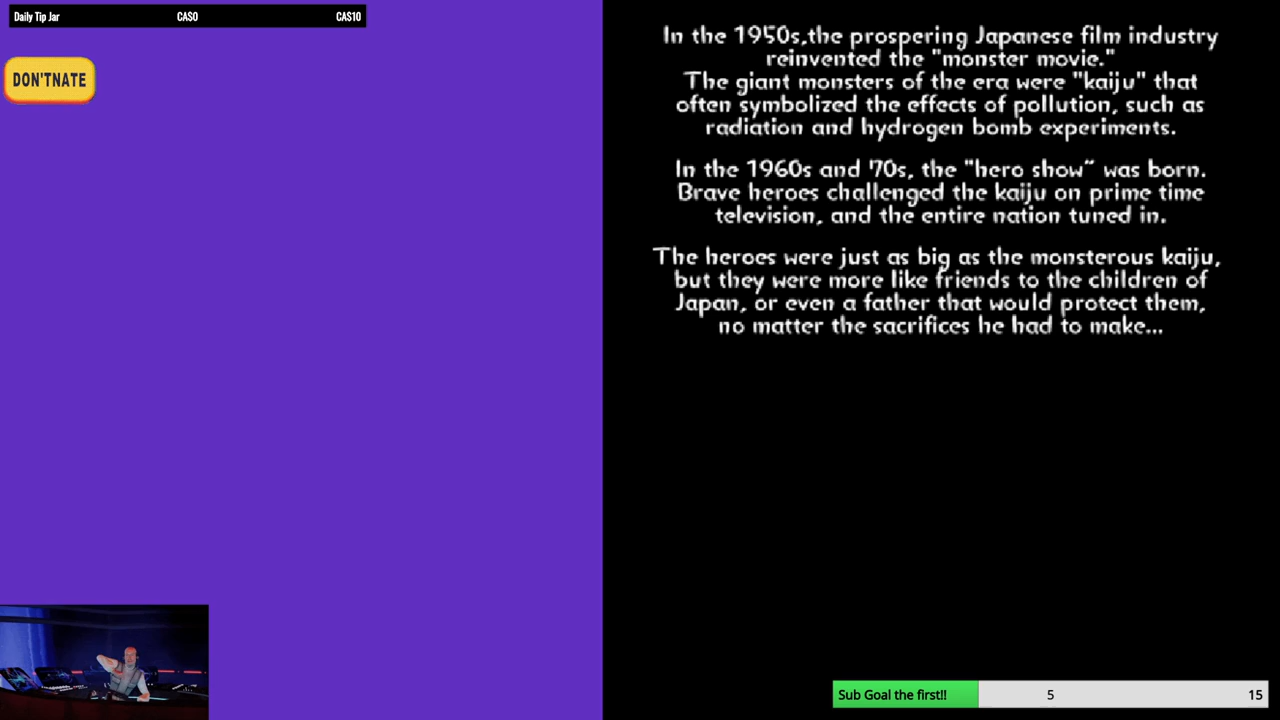 Daily Tip Jar CA$0 CA$10
DON'TNATE
In the 1950s,the prospering Japanese film industry
reinvented the "monster movie."
The giant monsters of the era were "kaiju" that
often symbolized the effects of pollution, such as
radiation and hydrogen bomb experiments.
In the 1960s and '70s, the "hero show" was born.
Brave heroes challenged the kaiju on prime time
television, and the entire nation tuned in.
The heroes were just as big as the monsterous kaiju,
but they were more like friends to the children of
Japan, or even a father that would protect them,
no matter the sacrifices he had to make...
Sub Goal the first!! 5 15